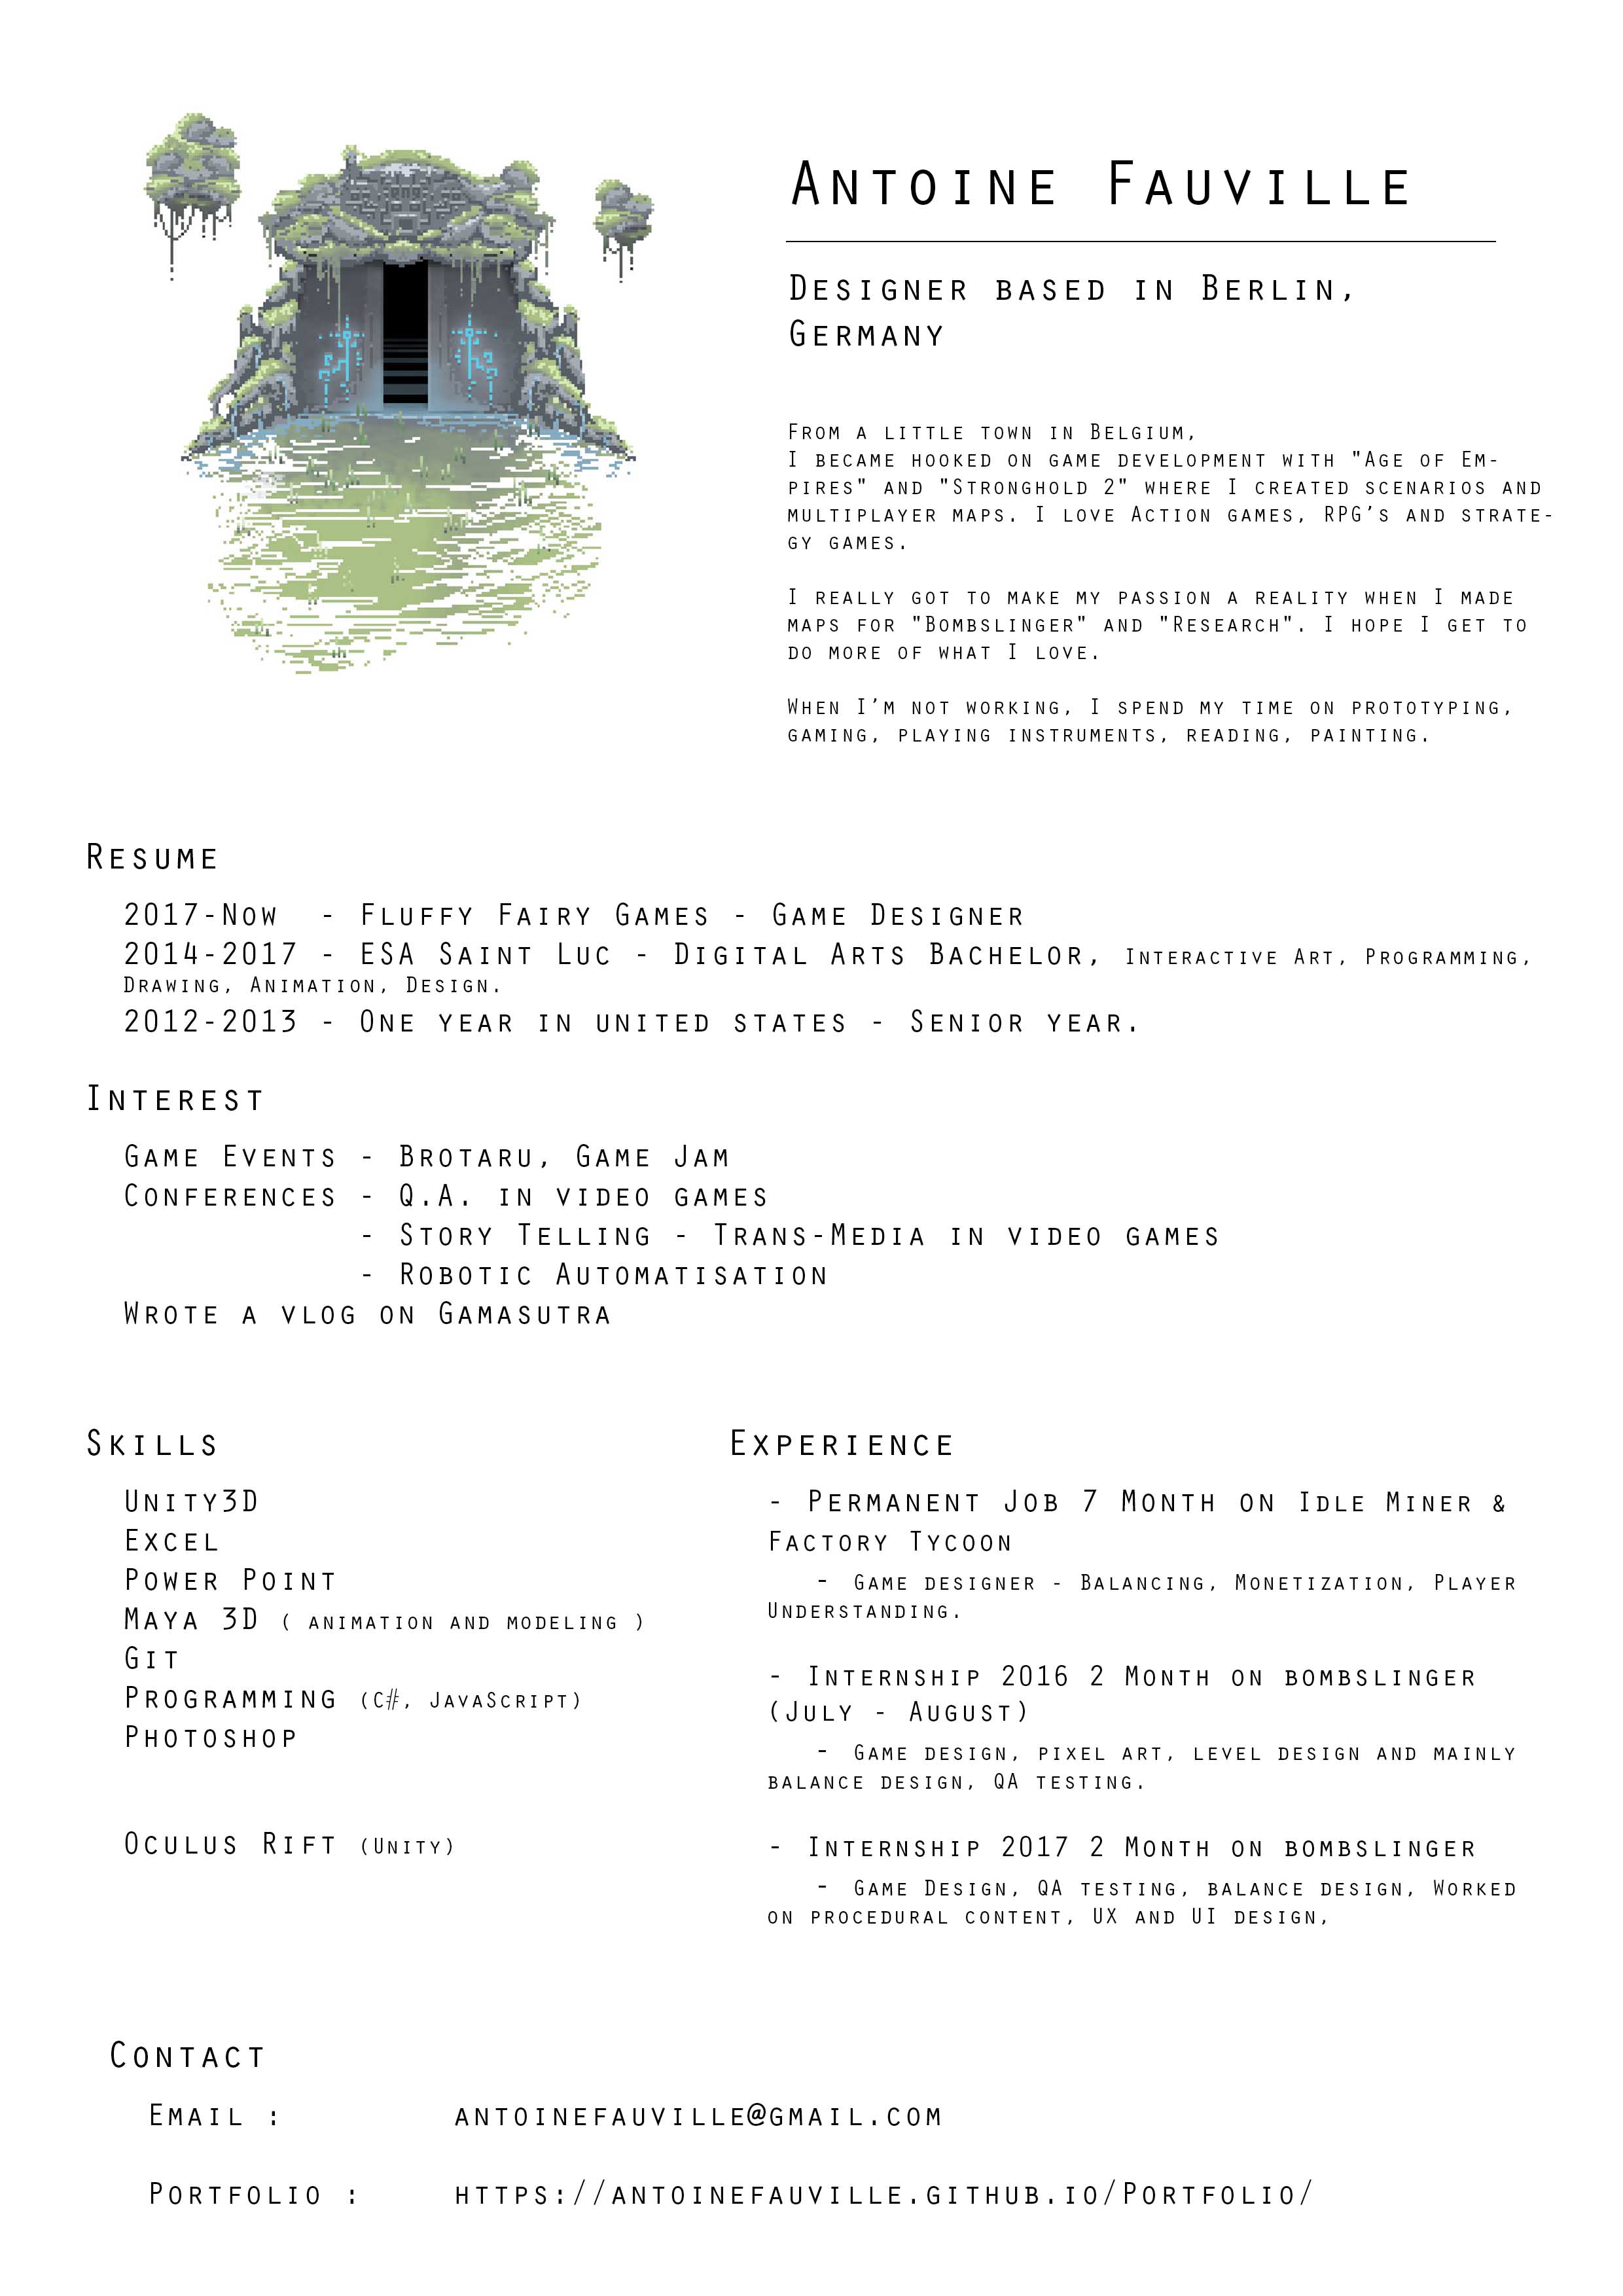 Antoine Fauville
Designer based in Berlin,
Germany
From a little town in Belgium,
I became hooked on game development with "Age of Em-
pires" and "Stronghold 2" where I created scenarios and
multiplayer maps. I love Action games, RPG's and strate-
gy games.
I really got to make my passion a reality when I made
maps for "Bombslinger" and "Research". I hope I get to
do more of what I love.
When I'm not working, I spend my time on prototyping,
gaming, playing instruments, reading, painting.
Resume
2017-Now - Fluffy Fairy Games - Game Designer
2014-2017 - ESA Saint Luc - Digital Arts Bachelor, Interactive Art, Programming,
Drawing, Animation, Design.
2012-2013 - One year in united states - Senior year.
Interest
Game Events - Brotaru, Game Jam
Conferences - Q.A. in video games
- Story Telling - Trans-Media in video games
- Robotic Automatisation
Wrote a vlog on Gamasutra
Skills
Unity3D
Excel
Power Point
Maya 3D ( animation and modeling )
Git
Programming (C#, JavaScript)
Photoshop
Oculus Rift (Unity)
Experience
- Permanent Job 7 Month on Idle Miner &
Factory Tycoon
- Game designer - Balancing, Monetization, Player
Understanding.
- Internship 2016 2 Month on bombslinger
(July - August)
- Game design, pixel art, level design and mainly
balance design, QA testing.
- Internship 2017 2 Month on bombslinger
- Game Design, QA testing, balance design, Worked
on procedural content, UX and UI design,
Contact
Email : antoinefauville@gmail.com
Portfolio : https://antoinefauville.github.io/Portfolio/